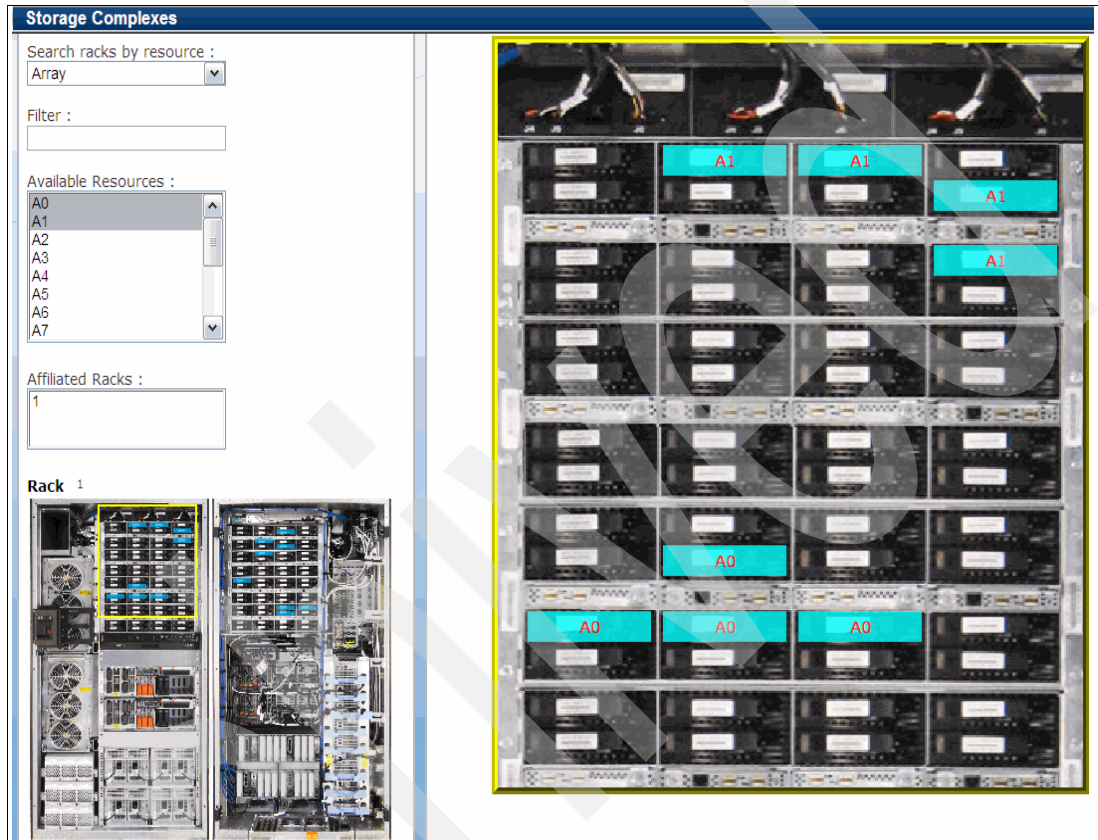 Storage Complexes
Search racks by resource :
Array
Filter :
Available Resources :
A0
A1
A2
A3
A4
A5
A6
A7
Affiliated Racks :
1
Rack 1
A1 A1
A1
A1
A0
A0 A0 A0